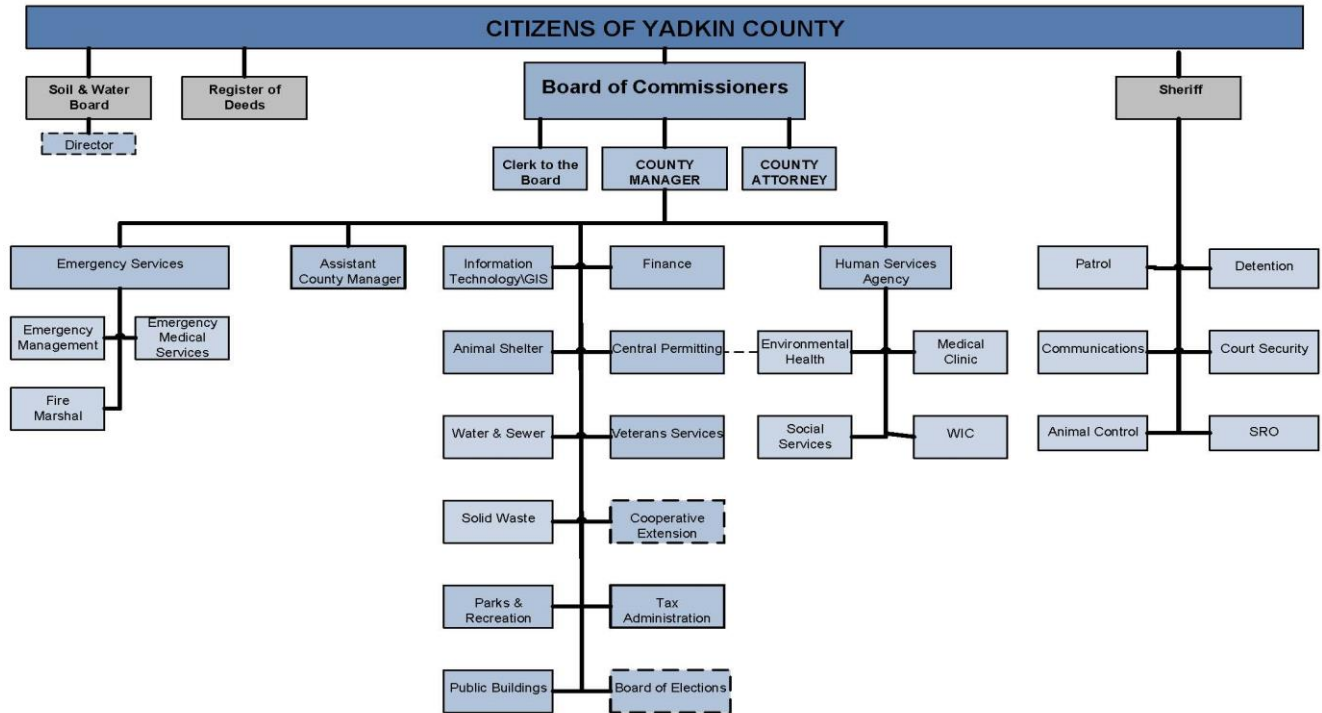 CITIZENS OF YADKIN COUNTY
Soil & Water
Board
Register of
Deeds
Board of Commissioners
Sheriff
Director
Clerk to the
Board
COUNTY
MANAGER
COUNTY
ATTORNEY
Emergency Services
Assistant
County Manager
Information
Technology\GIS
Finance
Human Services
Agency
Patrol
Detention
Emergency
Management
Emergency
Medical
Services
Animal Shelter
Central Permitting
Environmental
Health
Medical
Clinic
Communications
Court Security
Fire
Marshal
Water & Sewer
Veterans Services
Social
Services
WIC
Animal Control
SRO
Solid Waste
Cooperative
Extension
Parks &
Recreation
Tax
Administration
Public Buildings
Board of Elections